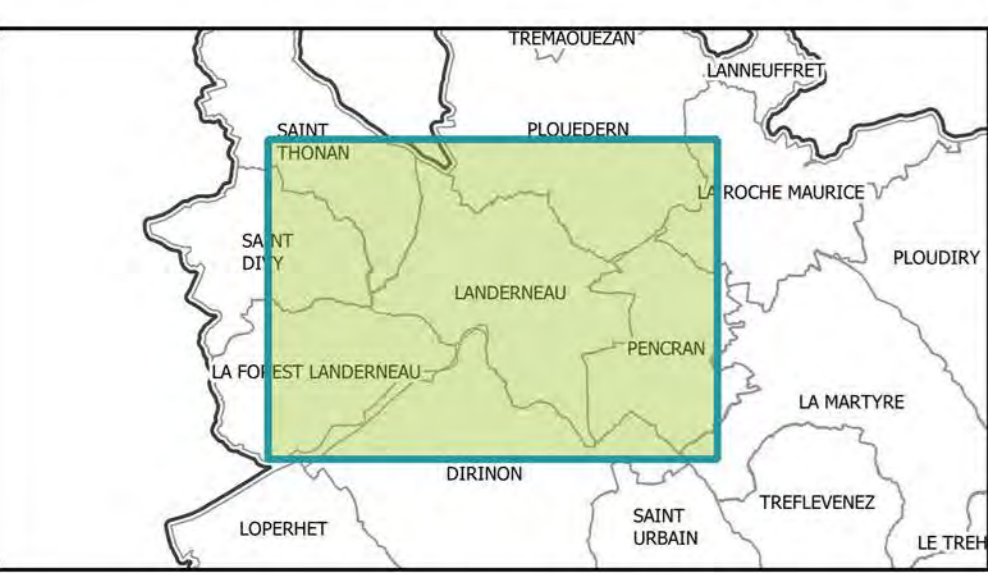 TREMAOUEZAN
LANNEUFFRET
SAINT
THONAN
PLOUEDERN
LA ROCHE MAURICE
SAINT
DIVY
PLOUDIRY
LANDERNEAU
PENCRAN
LA FOREST LANDERNEAU
LA MARTYRE
DIRINON
TREFLEVENEZ
SAINT
URBAIN
LOPERHET
LE TREH